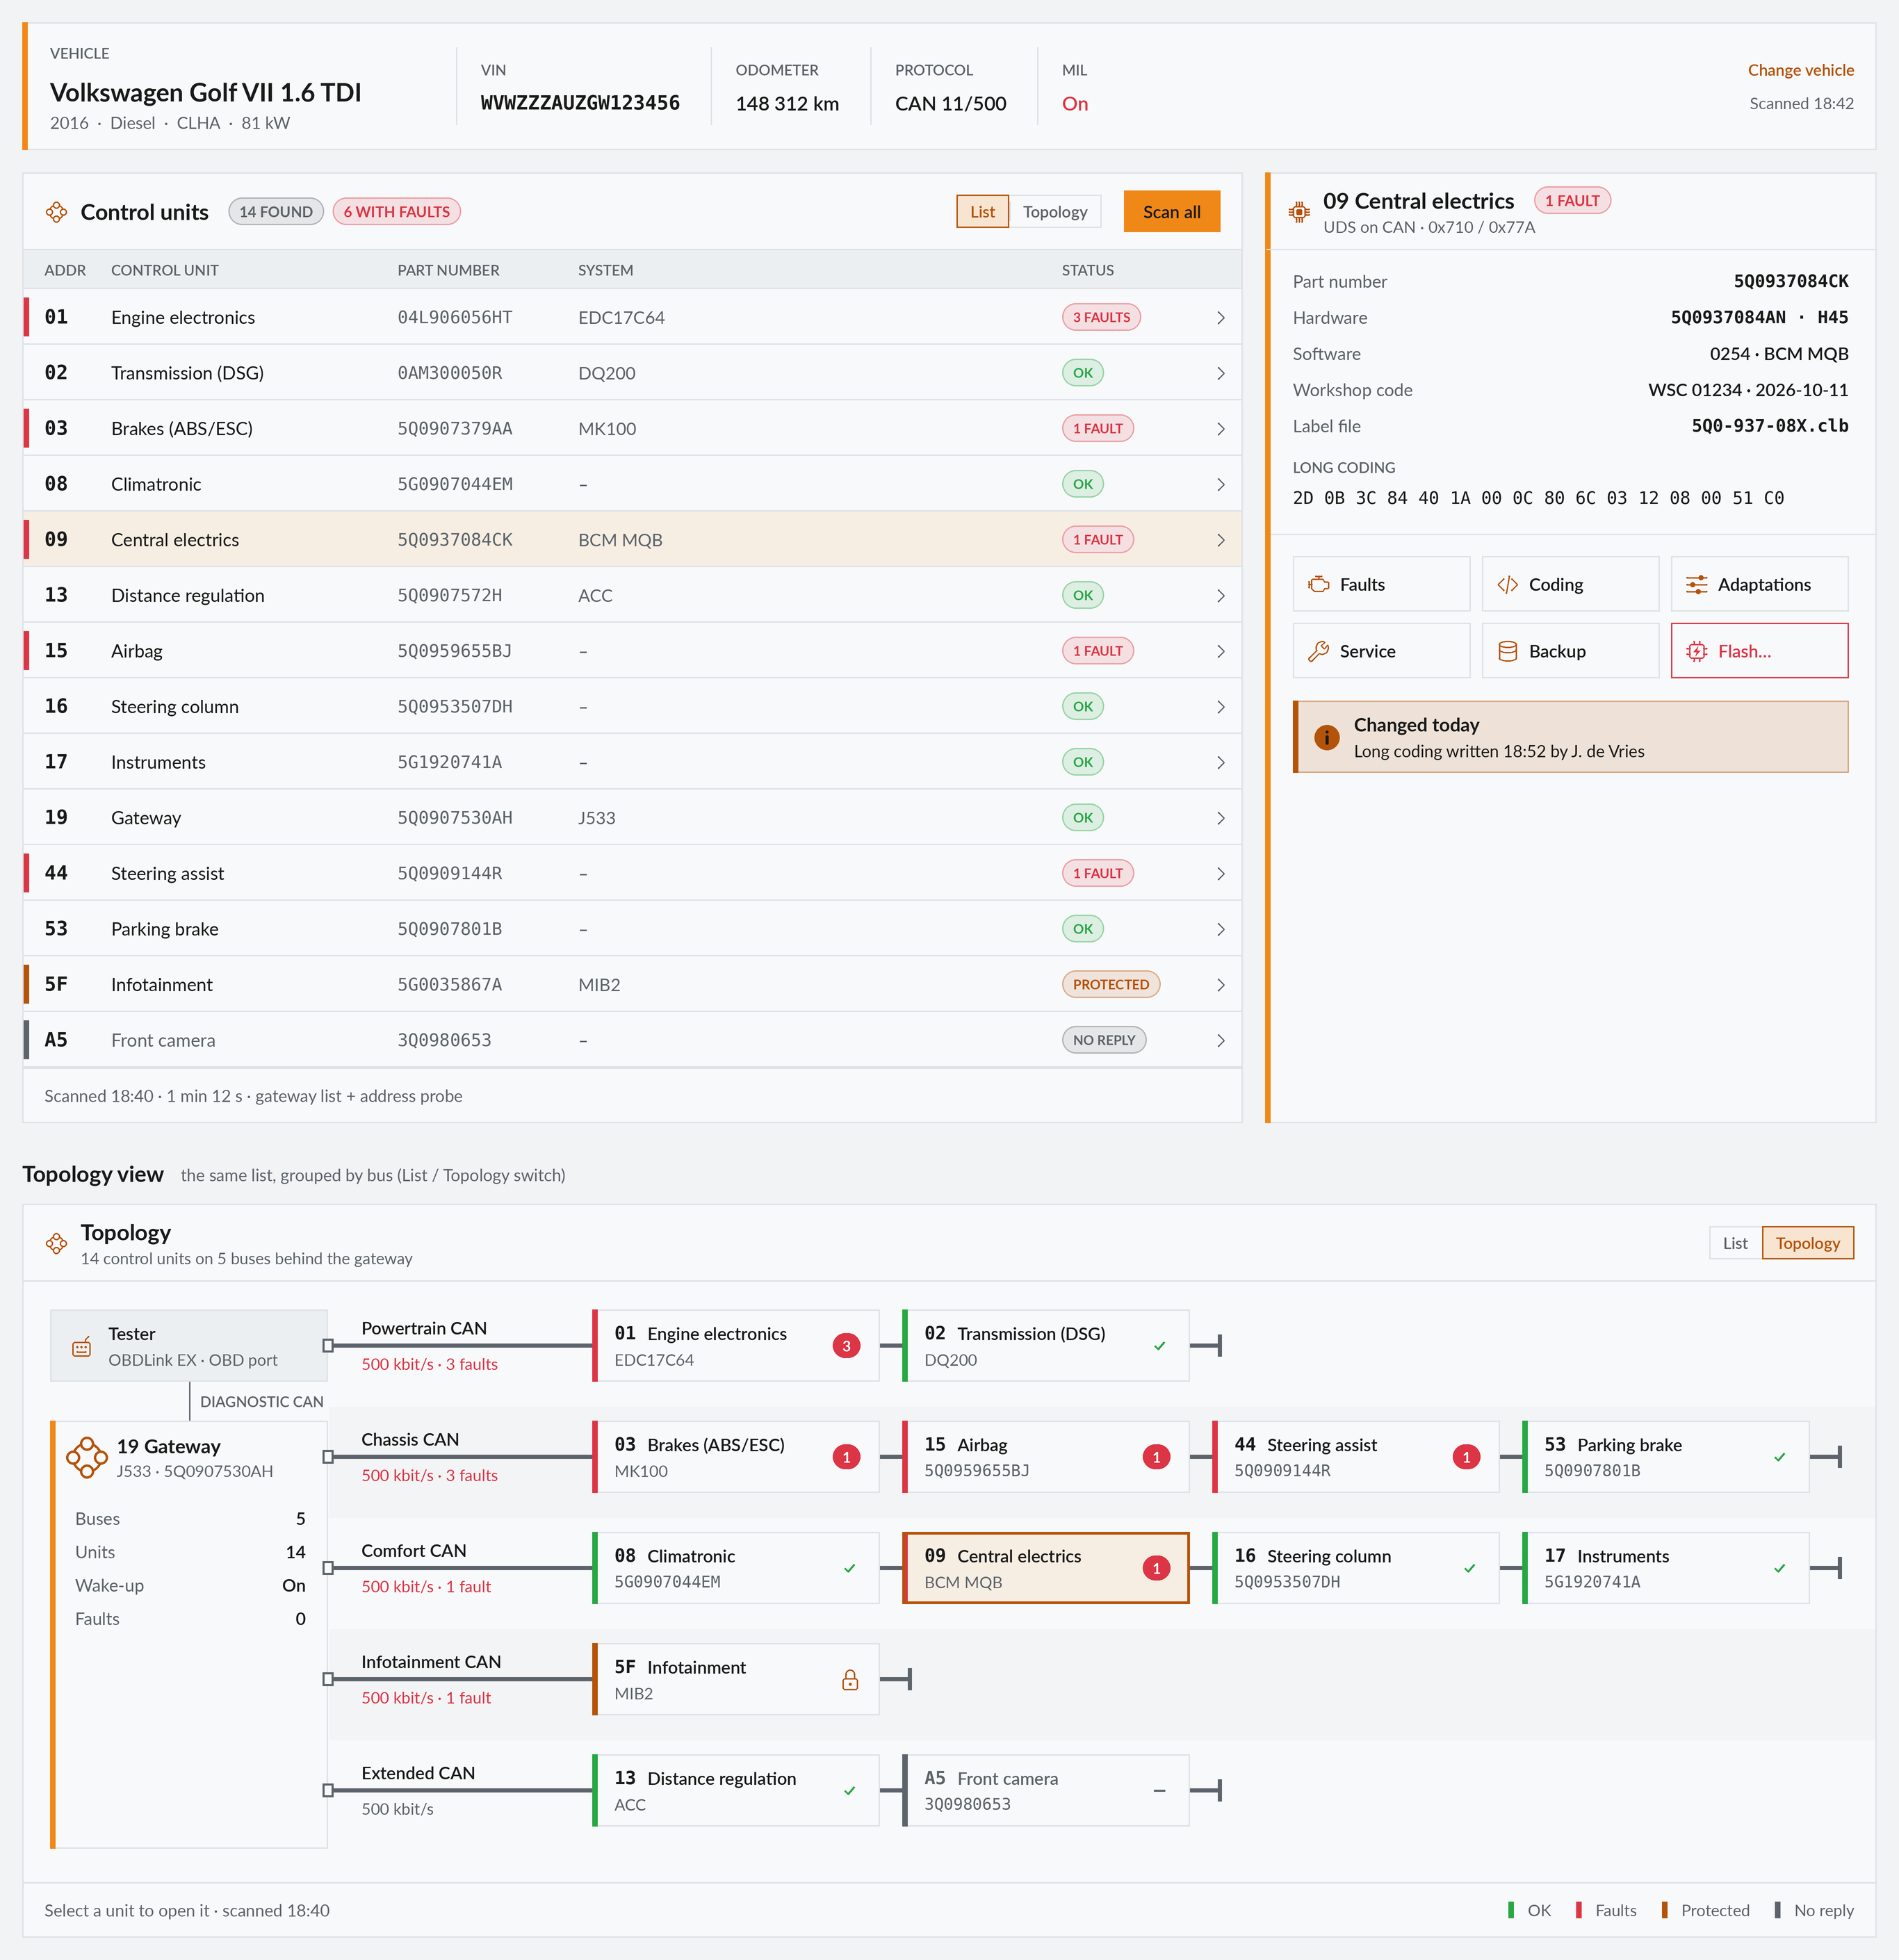 VEHICLE
Volkswagen Golf VII 1.6 TDI
2016 · Diesel · CLHA · 81 kW
VIN
WVWZZZAUZGW123456
ODOMETER
148 312 km
PROTOCOL
CAN 11/500
MIL
On
Change vehicle
Scanned 18:42
Control units 14 FOUND 6 WITH FAULTS List Topology Scan all
ADDR CONTROL UNIT PART NUMBER SYSTEM STATUS
01 Engine electronics 04L906056HT EDC17C64 3 FAULTS
02 Transmission (DSG) 0AM300050R DQ200 OK
03 Brakes (ABS/ESC) 5Q0907379AA MK100 1 FAULT
08 Climatronic 5G0907044EM – OK
09 Central electrics 5Q0937084CK BCM MQB 1 FAULT
13 Distance regulation 5Q0907572H ACC OK
15 Airbag 5Q0959655BJ – 1 FAULT
16 Steering column 5Q0953507DH – OK
17 Instruments 5G1920741A – OK
19 Gateway 5Q0907530AH J533 OK
44 Steering assist 5Q0909144R – 1 FAULT
53 Parking brake 5Q0907801B – OK
5F Infotainment 5G0035867A MIB2 PROTECTED
A5 Front camera 3Q0980653 – NO REPLY
Scanned 18:40 · 1 min 12 s · gateway list + address probe
09 Central electrics 1 FAULT
UDS on CAN · 0x710 / 0x77A
Part number 5Q0937084CK
Hardware 5Q0937084AN · H45
Software 0254 · BCM MQB
Workshop code WSC 01234 · 2026-10-11
Label file 5Q0-937-08X.clb
LONG CODING
2D 0B 3C 84 40 1A 00 0C 80 6C 03 12 08 00 51 C0
Faults Coding Adaptations
Service Backup Flash...
Changed today
Long coding written 18:52 by J. de Vries
Topology view the same list, grouped by bus (List / Topology switch)
Topology
14 control units on 5 buses behind the gateway
List Topology
Tester
OBDLink EX · OBD port
DIAGNOSTIC CAN
19 Gateway
J533 · 5Q0907530AH
Buses 5
Units 14
Wake-up On
Faults 0
Powertrain CAN
500 kbit/s · 3 faults
01 Engine electronics
EDC17C64
3
02 Transmission (DSG)
DQ200
Chassis CAN
500 kbit/s · 3 faults
03 Brakes (ABS/ESC)
MK100
1
15 Airbag
5Q0959655BJ
1
44 Steering assist
5Q0909144R
1
53 Parking brake
5Q0907801B
Comfort CAN
500 kbit/s · 1 fault
08 Climatronic
5G0907044EM
09 Central electrics
BCM MQB
1
16 Steering column
5Q0953507DH
17 Instruments
5G1920741A
Infotainment CAN
500 kbit/s · 1 fault
5F Infotainment
MIB2
Extended CAN
500 kbit/s
13 Distance regulation
ACC
A5 Front camera
3Q0980653
Select a unit to open it · scanned 18:40
OK Faults Protected No reply